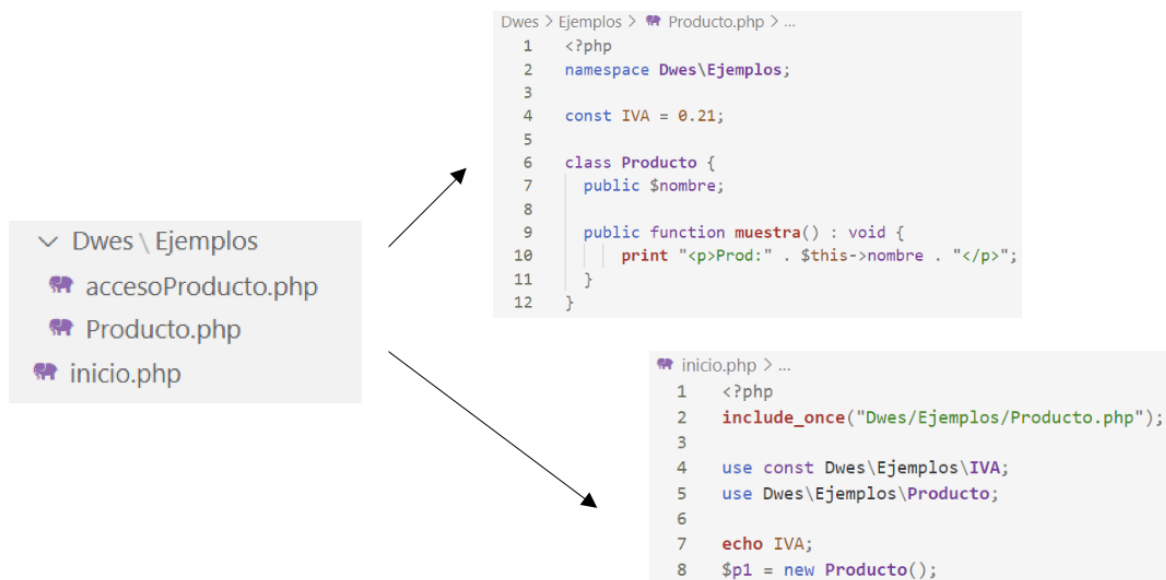 Dwes \ Ejemplos
accesoProducto.php
Producto.php
inicio.php
Dwes > Ejemplos > Producto.php > ...
1 <?php
2 namespace Dwes\Ejemplos;
3
4 const IVA = 0.21;
5
6 class Producto {
7 public $nombre;
8
9 public function muestra() : void {
10 print "<p>Prod:" . $this->nombre . "</p>";
11 }
12 }
inicio.php > ...
1 <?php
2 include_once("Dwes/Ejemplos/Producto.php");
3
4 use const Dwes\Ejemplos\IVA;
5 use Dwes\Ejemplos\Producto;
6
7 echo IVA;
8 $p1 = new Producto();